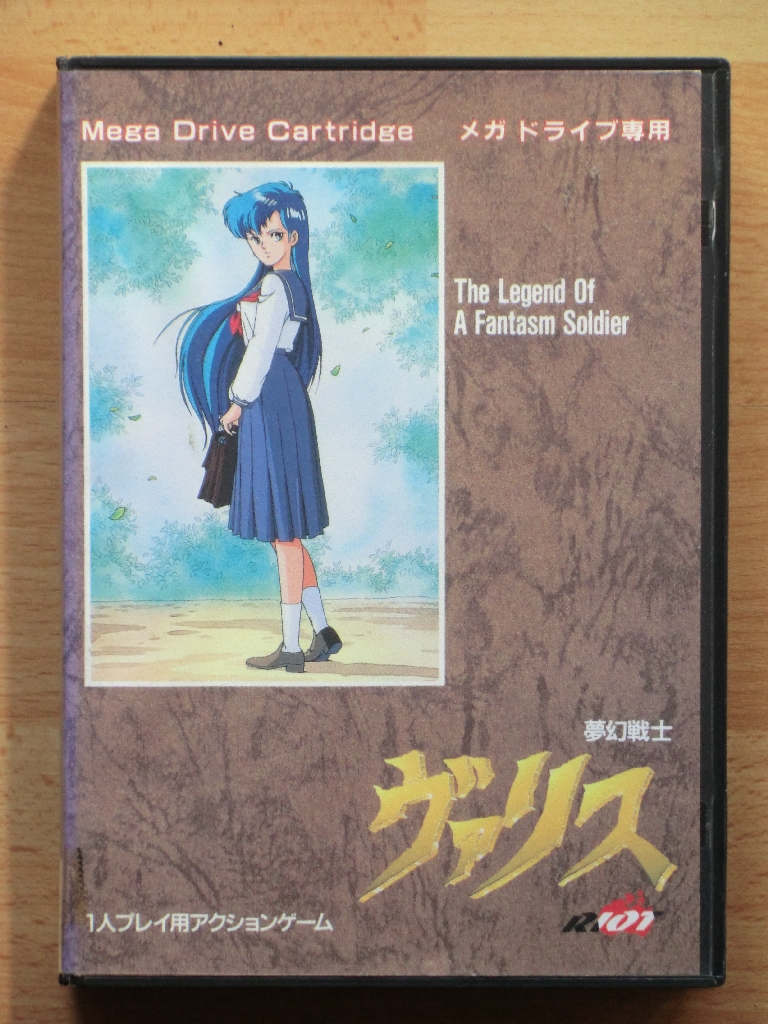 Mega Drive Cartridge
メガドライブ専用
The Legend Of
A Fantasm Soldier
夢幻戦士
ヴァリス
1人プレイ用アクションゲーム
RIOT